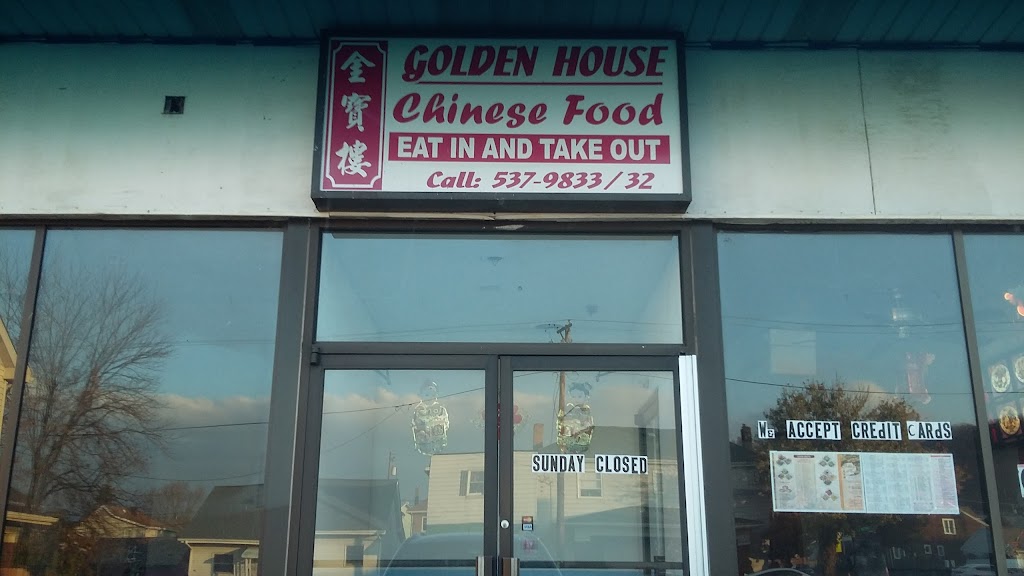 金寶樓
GOLDEN HOUSE
Chinese Food
EAT IN AND TAKE OUT
Call: 537-9833/32
WE ACCEPT CREDIT CARDS
SUNDAY CLOSED